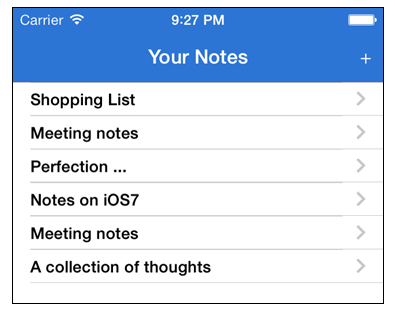 Carrier 9:27 PM
Your Notes +
Shopping List
Meeting notes
Perfection ...
Notes on iOS7
Meeting notes
A collection of thoughts